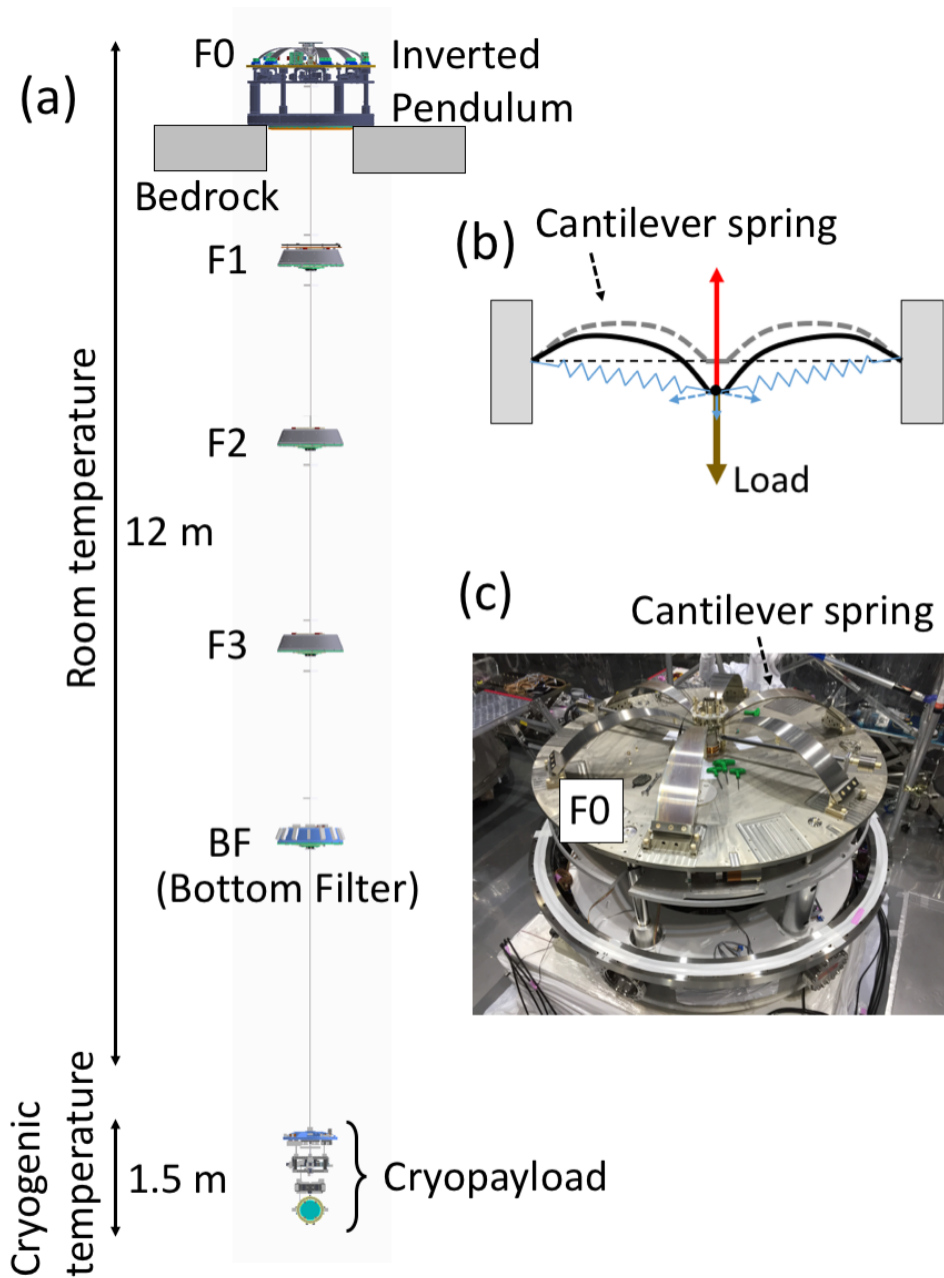 (a)
F0
Inverted
Pendulum
Bedrock
F1
F2
F3
BF
(Bottom Filter)
Room temperature
12 m
Cryogenic
temperature
1.5 m
Cryopayload
(b)
Cantilever spring
Load
(c)
Cantilever spring
F0